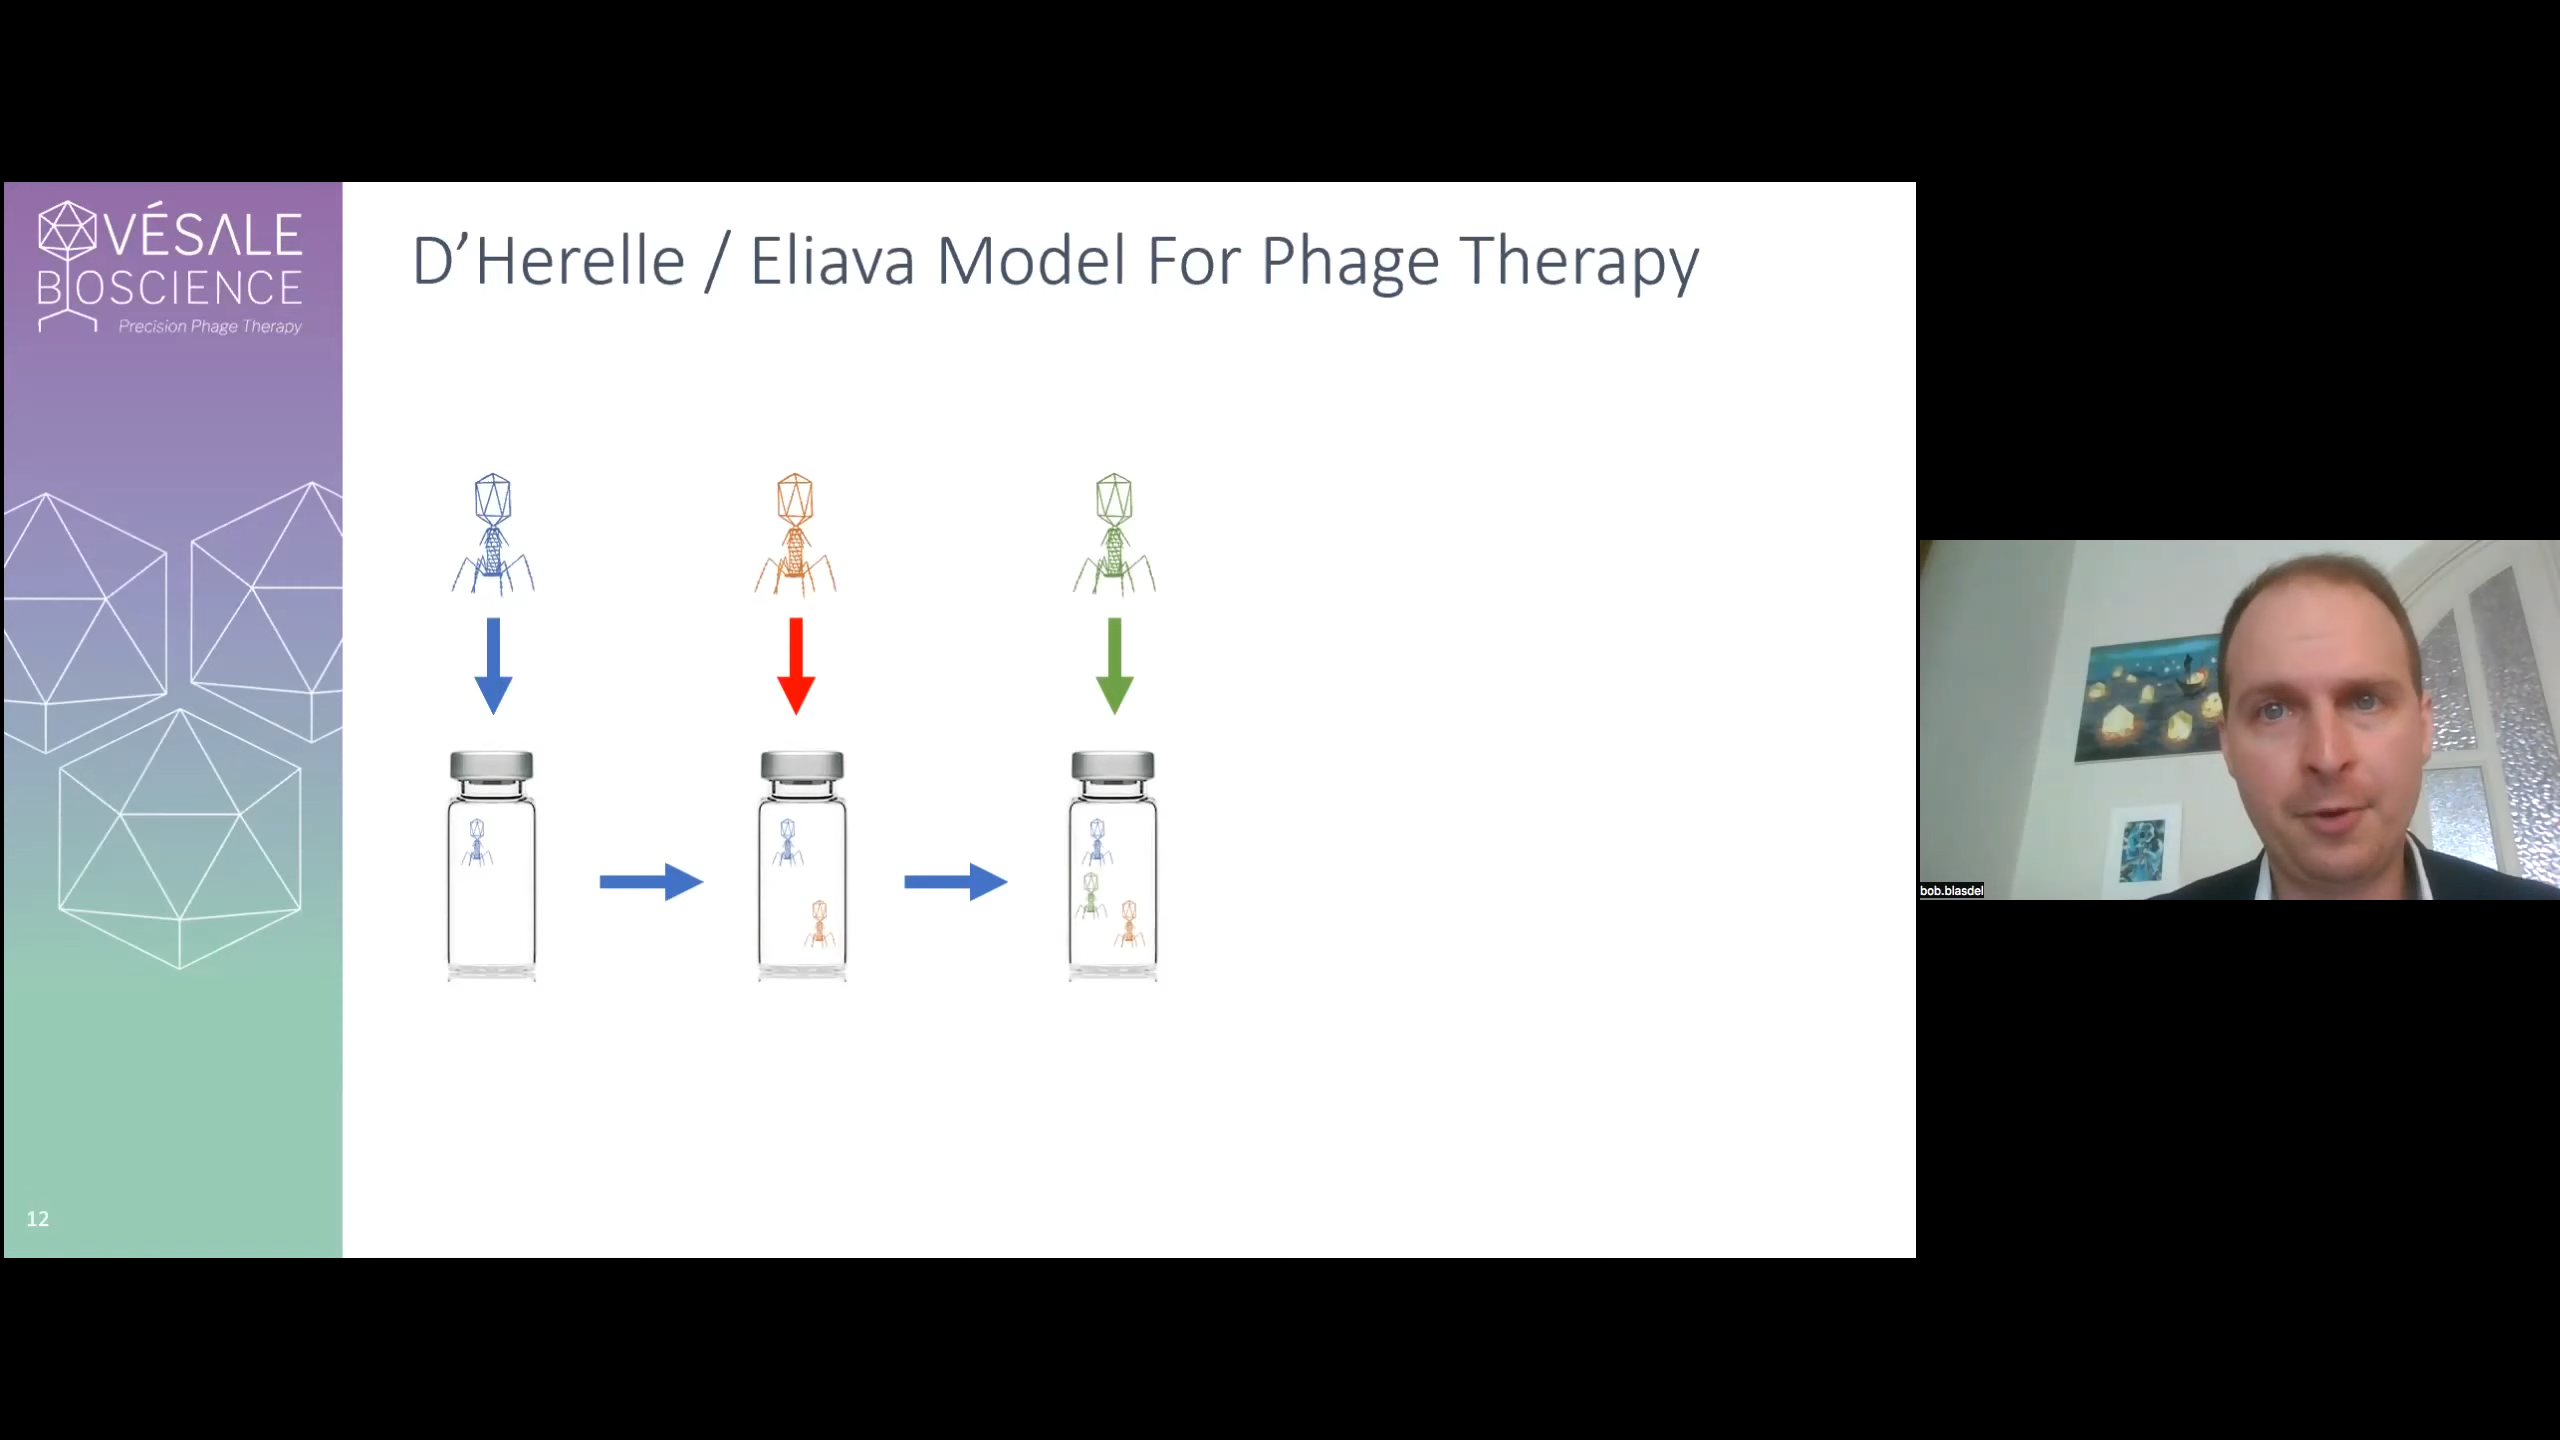 VÉSALE
BIOSCIENCE
Precision Phage Therapy
D’Herelle / Eliava Model For Phage Therapy
12
bob.blasdel